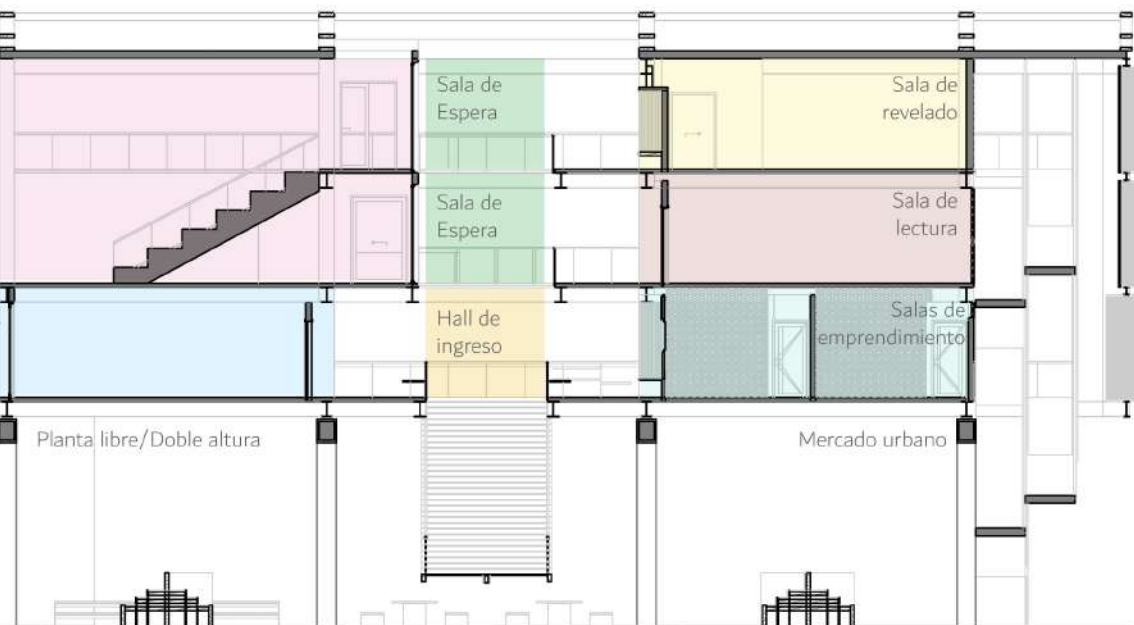 Sala de
Espera
Sala de
revelado
Sala de
Espera
Sala de
lectura
Hall de
ingreso
Salas de
emprendimiento
Planta libre/Doble altura
Mercado urbano